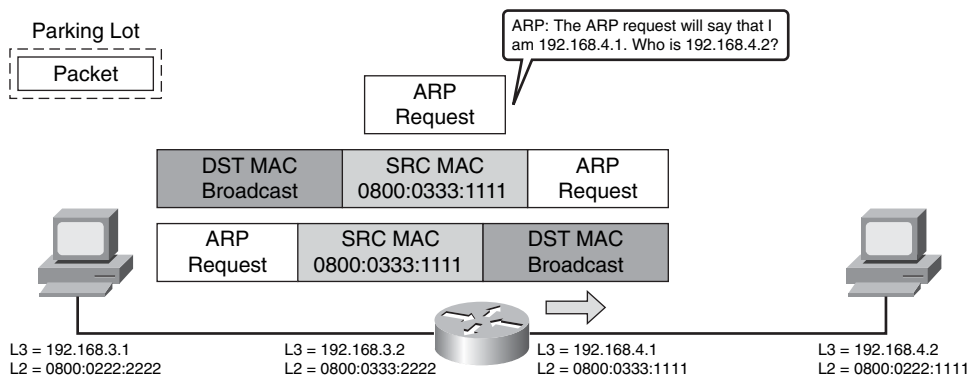 Parking Lot
Packet
ARP: The ARP request will say that I
am 192.168.4.1. Who is 192.168.4.2?
ARP
Request
DST MAC
Broadcast
SRC MAC
0800:0333:1111
ARP
Request
ARP
Request
SRC MAC
0800:0333:1111
DST MAC
Broadcast
L3 = 192.168.3.1
L2 = 0800:0222:2222
L3 = 192.168.3.2
L2 = 0800:0333:2222
L3 = 192.168.4.1
L2 = 0800:0333:1111
L3 = 192.168.4.2
L2 = 0800:0222:1111